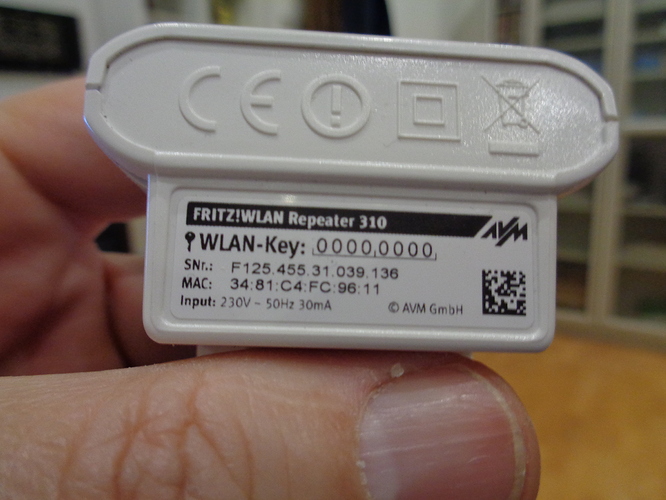 CE
FRITZ!WLAN Repeater 310
AVM
WLAN-Key: 0000,0000
SNr.: F125.455.31.039.136
MAC: 34:81:C4:FC:96:11
Input: 230V ~ 50Hz 30mA © AVM GmbH